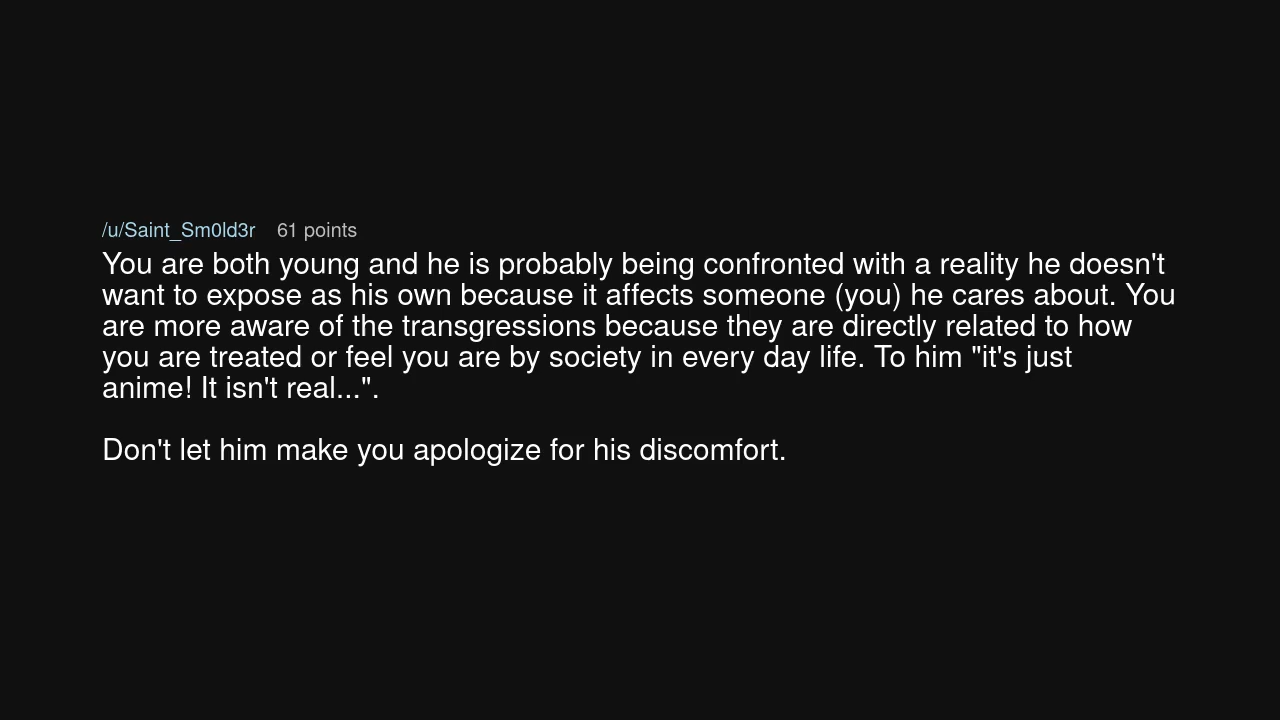 /u/Saint_Sm0ld3r 61 points
You are both young and he is probably being confronted with a reality he doesn't
want to expose as his own because it affects someone (you) he cares about. You
are more aware of the transgressions because they are directly related to how
you are treated or feel you are by society in every day life. To him "it's just
anime! It isn't real...".
Don't let him make you apologize for his discomfort.